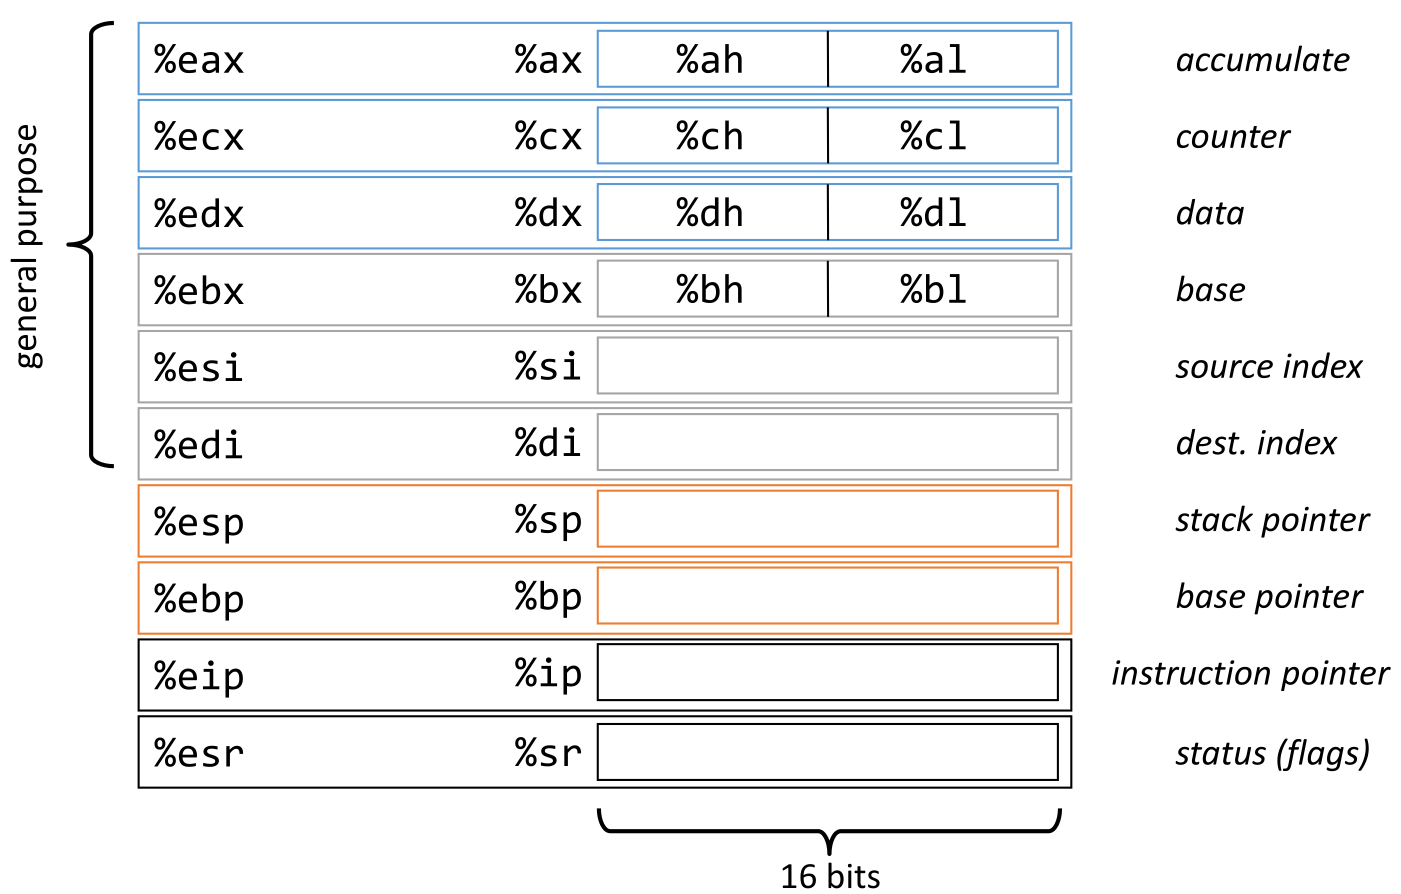 general purpose
%eax %ax %ah %al accumulate
%ecx %cx %ch %cl counter
%edx %dx %dh %dl data
%ebx %bx %bh %bl base
%esi %si source index
%edi %di dest. index
%esp %sp stack pointer
%ebp %bp base pointer
%eip %ip instruction pointer
%esr %sr status (flags)
16 bits